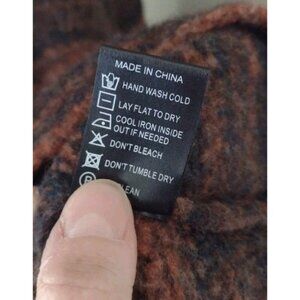 MADE IN CHINA
HAND WASH COLD
LAY FLAT TO DRY
COOL IRON INSIDE
OUT IF NEEDED
DON'T BLEACH
DON'T TUMBLE DRY